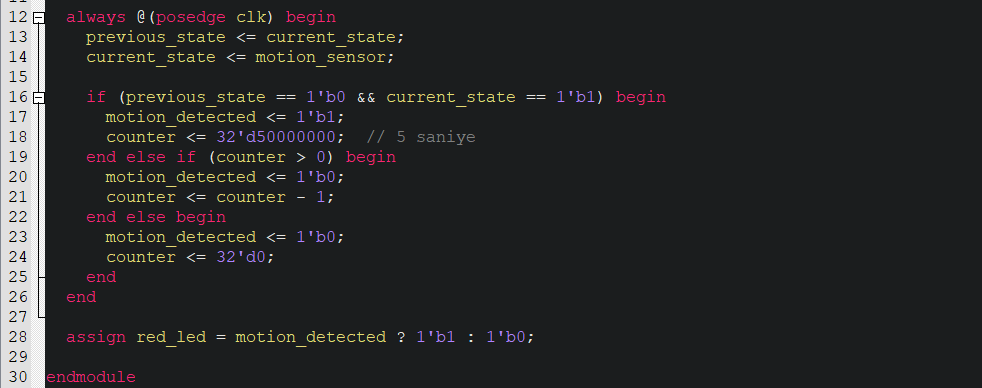 12 always @(posedge clk) begin
13 previous_state <= current_state;
14 current_state <= motion_sensor;
15
16 if (previous_state == 1'b0 && current_state == 1'b1) begin
17 motion_detected <= 1'b1;
18 counter <= 32'd50000000; // 5 saniye
19 end else if (counter > 0) begin
20 motion_detected <= 1'b0;
21 counter <= counter - 1;
22 end else begin
23 motion_detected <= 1'b0;
24 counter <= 32'd0;
25 end
26 end
27
28 assign red_led = motion_detected ? 1'b1 : 1'b0;
29
30 endmodule